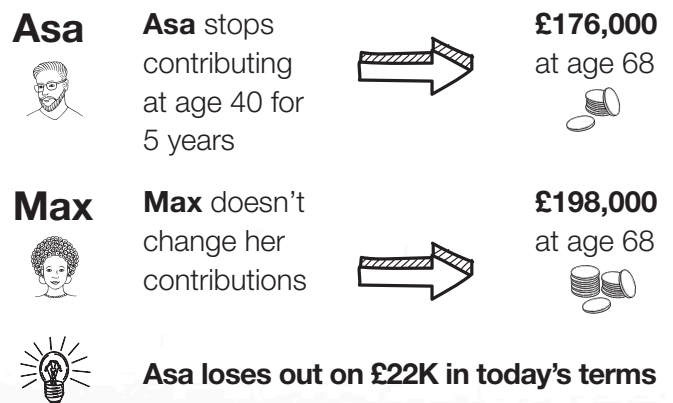 Asa
Asa stops
contributing
at age 40 for
5 years
£176,000
at age 68
Max
Max doesn’t
change her
contributions
£198,000
at age 68
Asa loses out on £22K in today’s terms